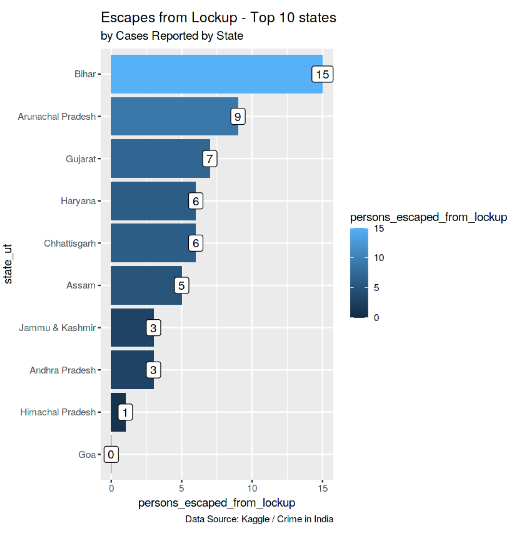 Escapes from Lockup - Top 10 states
by Cases Reported by State
state_ut
Bihar
15
Arunachal Pradesh
9
Gujarat
7
Haryana
6
Chhattisgarh
6
Assam
5
Jammu & Kashmir
3
Andhra Pradesh
3
Himachal Pradesh
1
Goa
0
0 5 10 15
persons_escaped_from_lockup
Data Source: Kaggle / Crime in India
persons_escaped_from_lockup
15
10
5
0